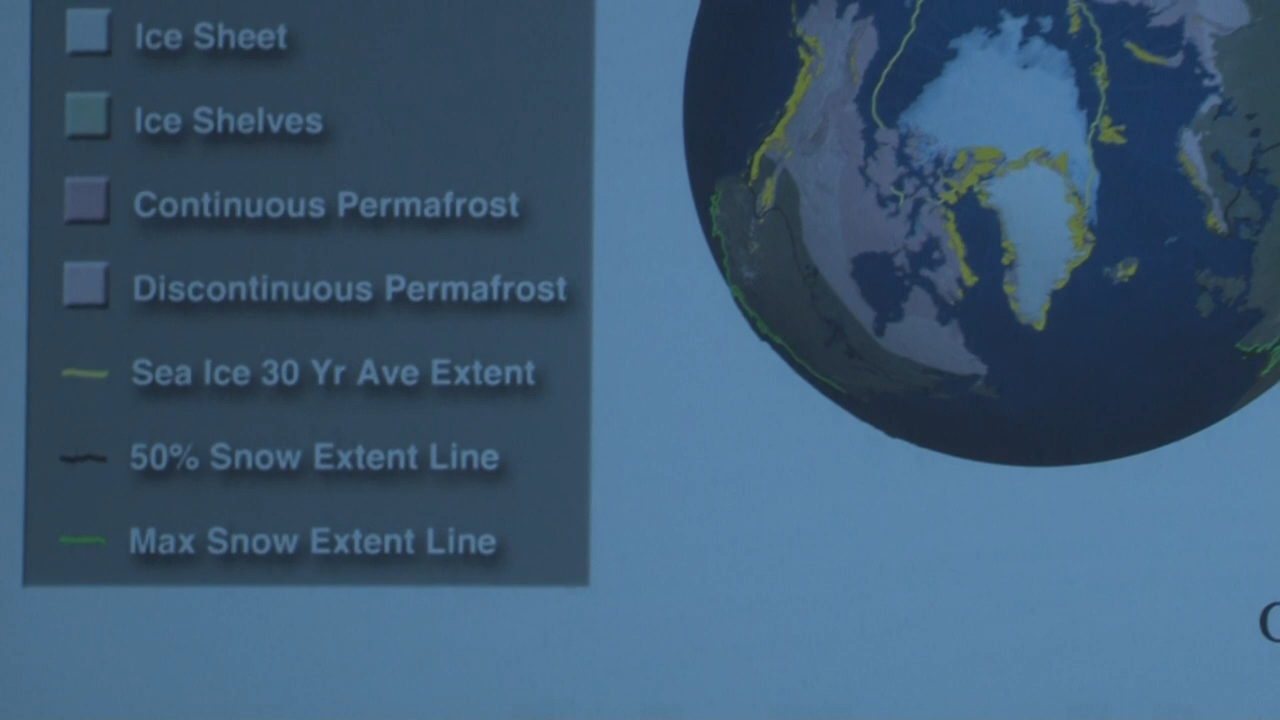 Ice Sheet
Ice Shelves
Continuous Permafrost
Discontinuous Permafrost
Sea Ice 30 Yr Ave Extent
50% Snow Extent Line
Max Snow Extent Line